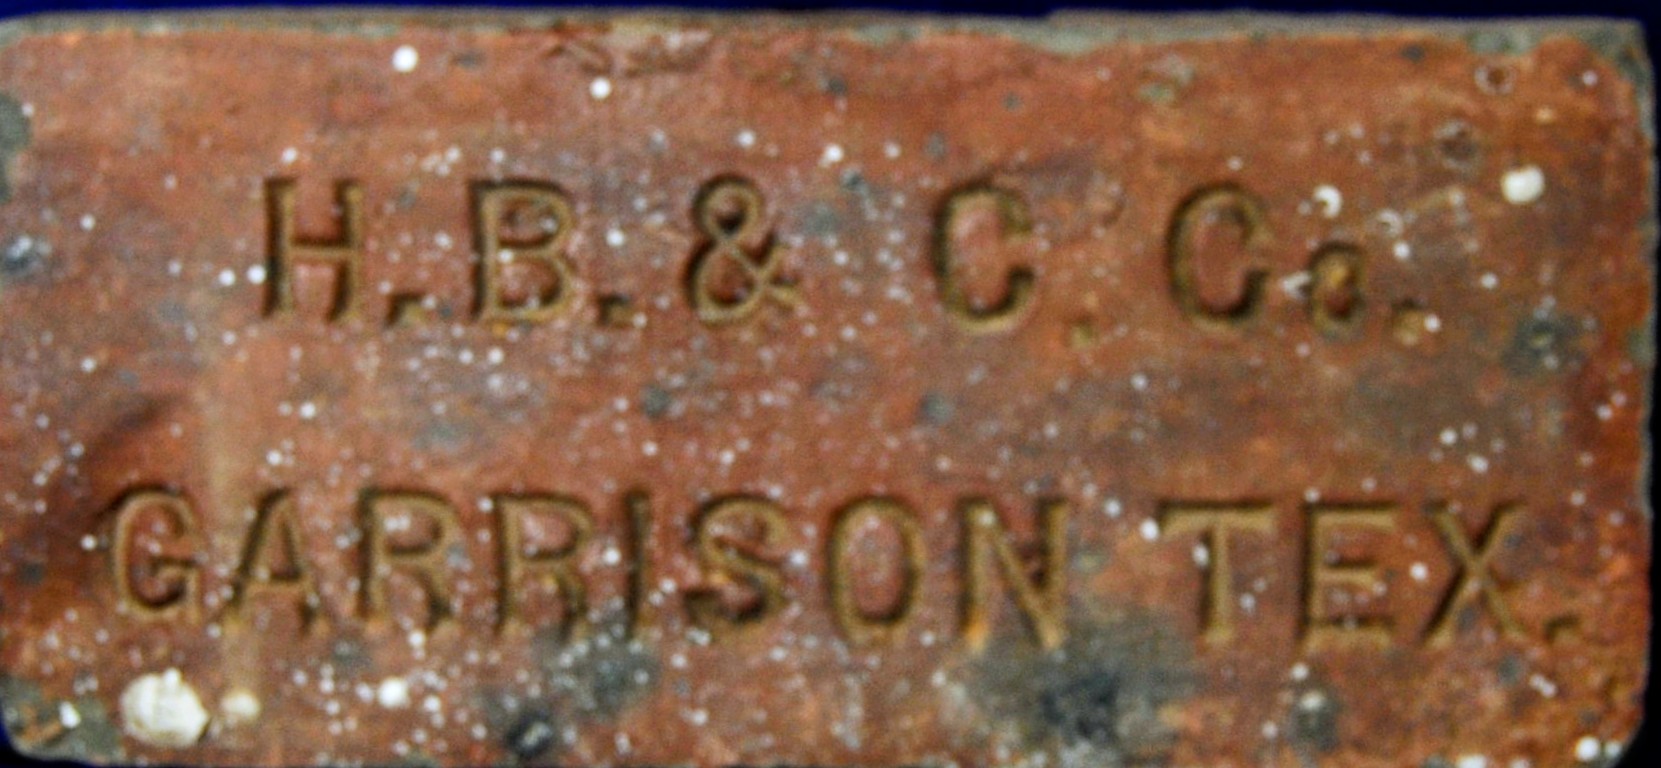 H.B.& C. Co.
GARRISON TEX.